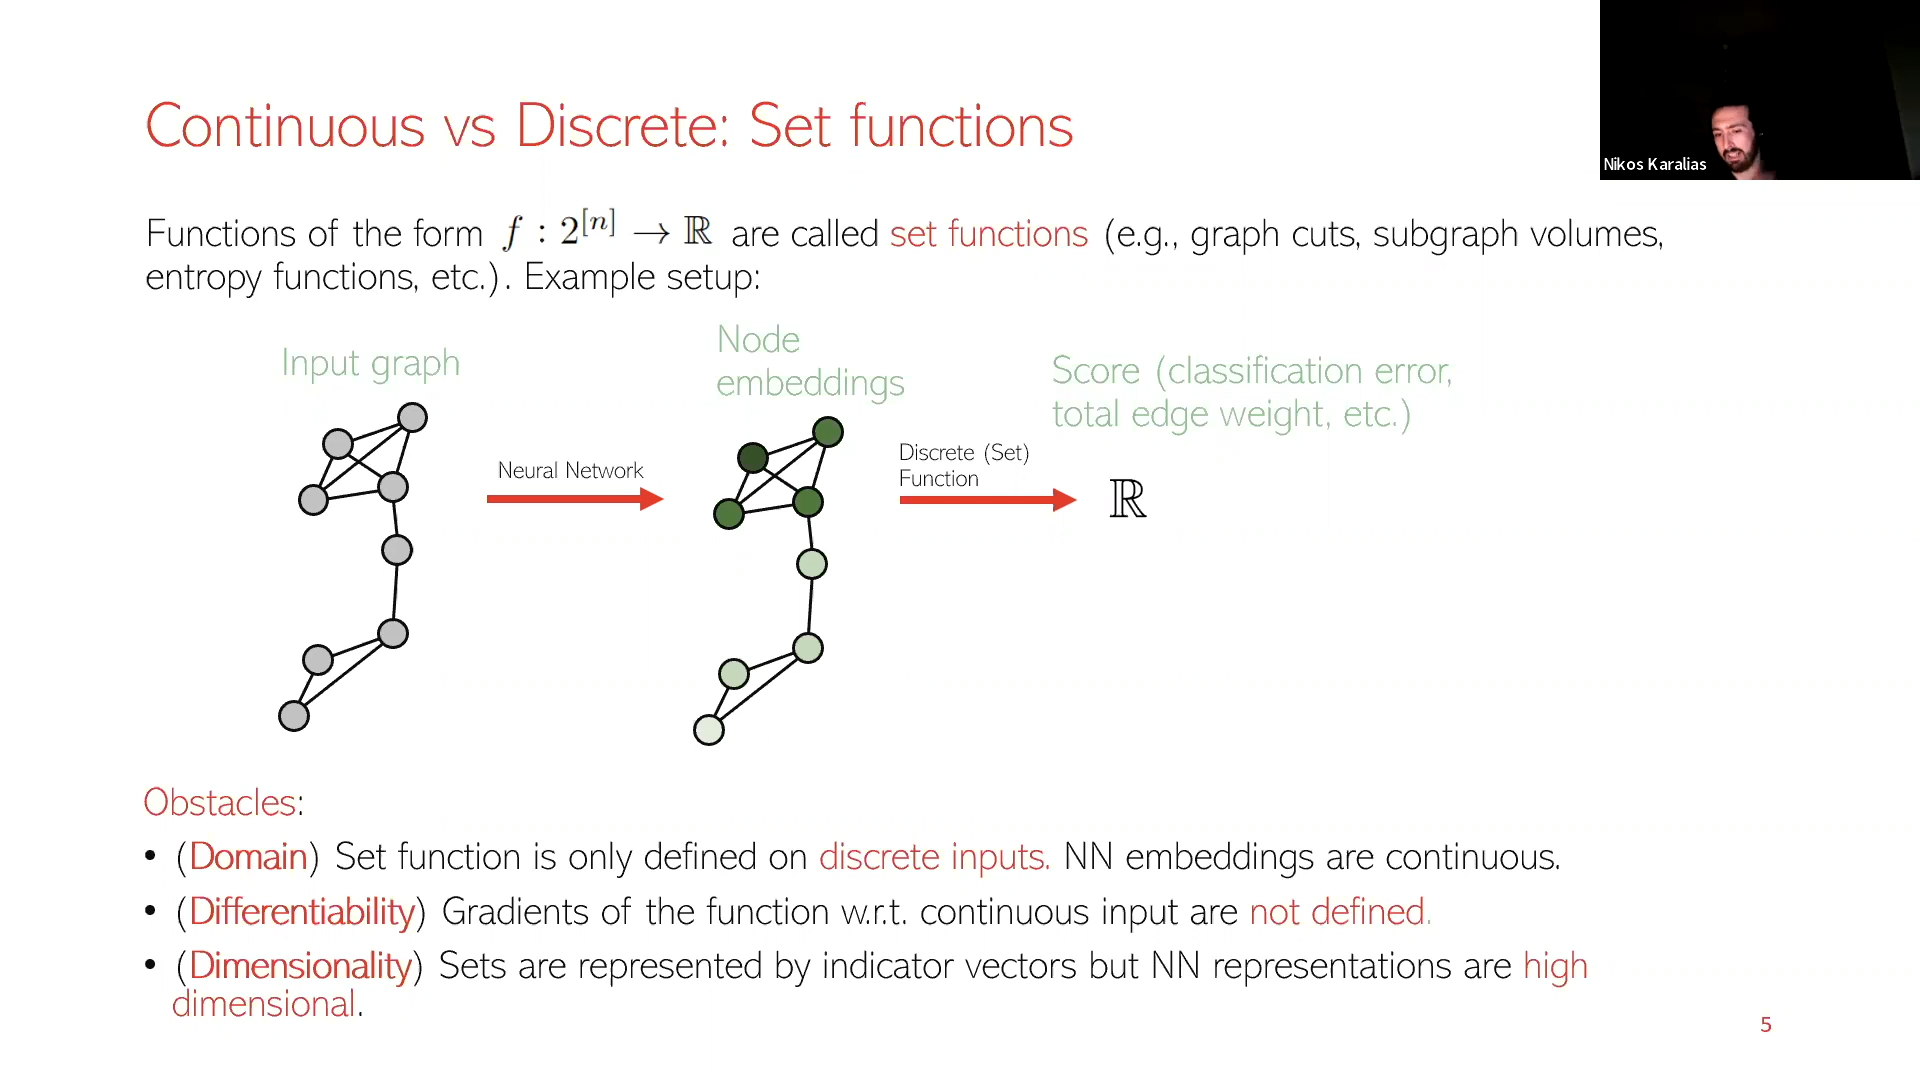 Continuous vs Discrete: Set functions
Nikos Karalias
Functions of the form f : 2^{[n]} → ℝ are called set functions (e.g., graph cuts, subgraph volumes,
entropy functions, etc.). Example setup:
Input graph
Node
embeddings
Score (classification error,
total edge weight, etc.)
Neural Network
Discrete (Set)
Function
ℝ
Obstacles:
• (Domain) Set function is only defined on discrete inputs. NN embeddings are continuous.
• (Differentiability) Gradients of the function w.r.t. continuous input are not defined.
• (Dimensionality) Sets are represented by indicator vectors but NN representations are high
dimensional.
5